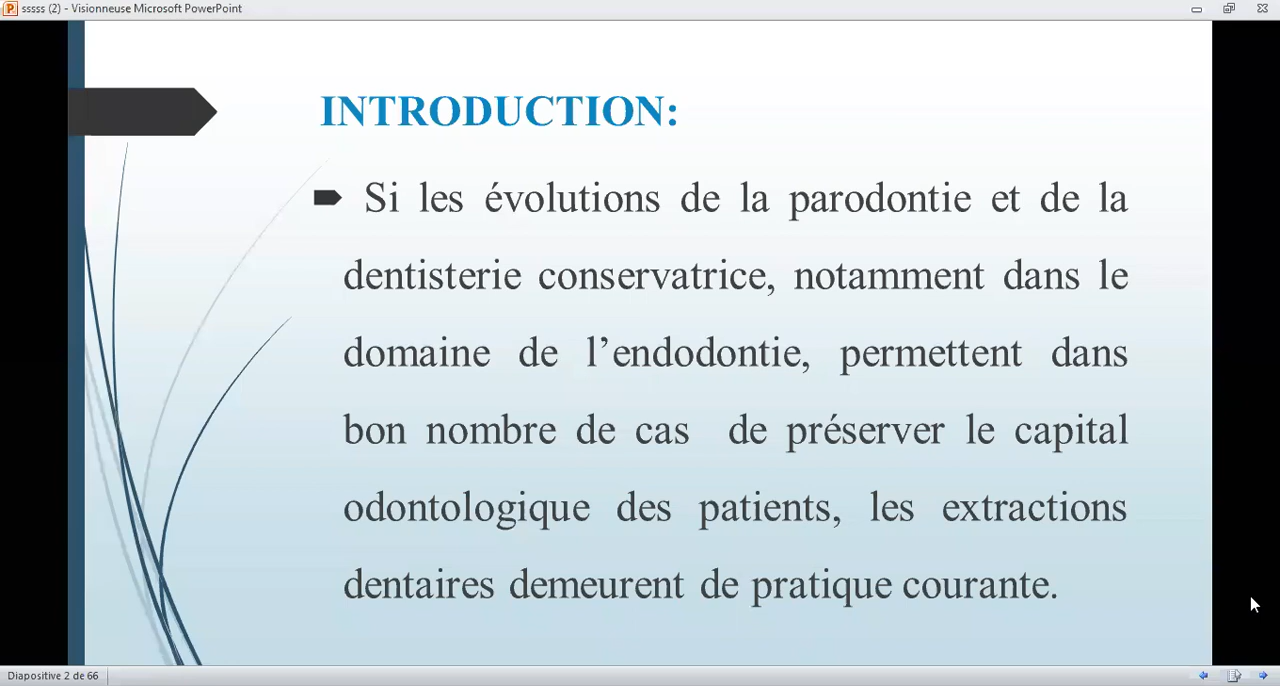 sssss (2) - Visionneuse Microsoft PowerPoint
INTRODUCTION:
Si les évolutions de la parodontie et de la
dentisterie conservatrice, notamment dans le
domaine de l’endodontie, permettent dans
bon nombre de cas de préserver le capital
odontologique des patients, les extractions
dentaires demeurent de pratique courante.
Diapositive 2 de 66